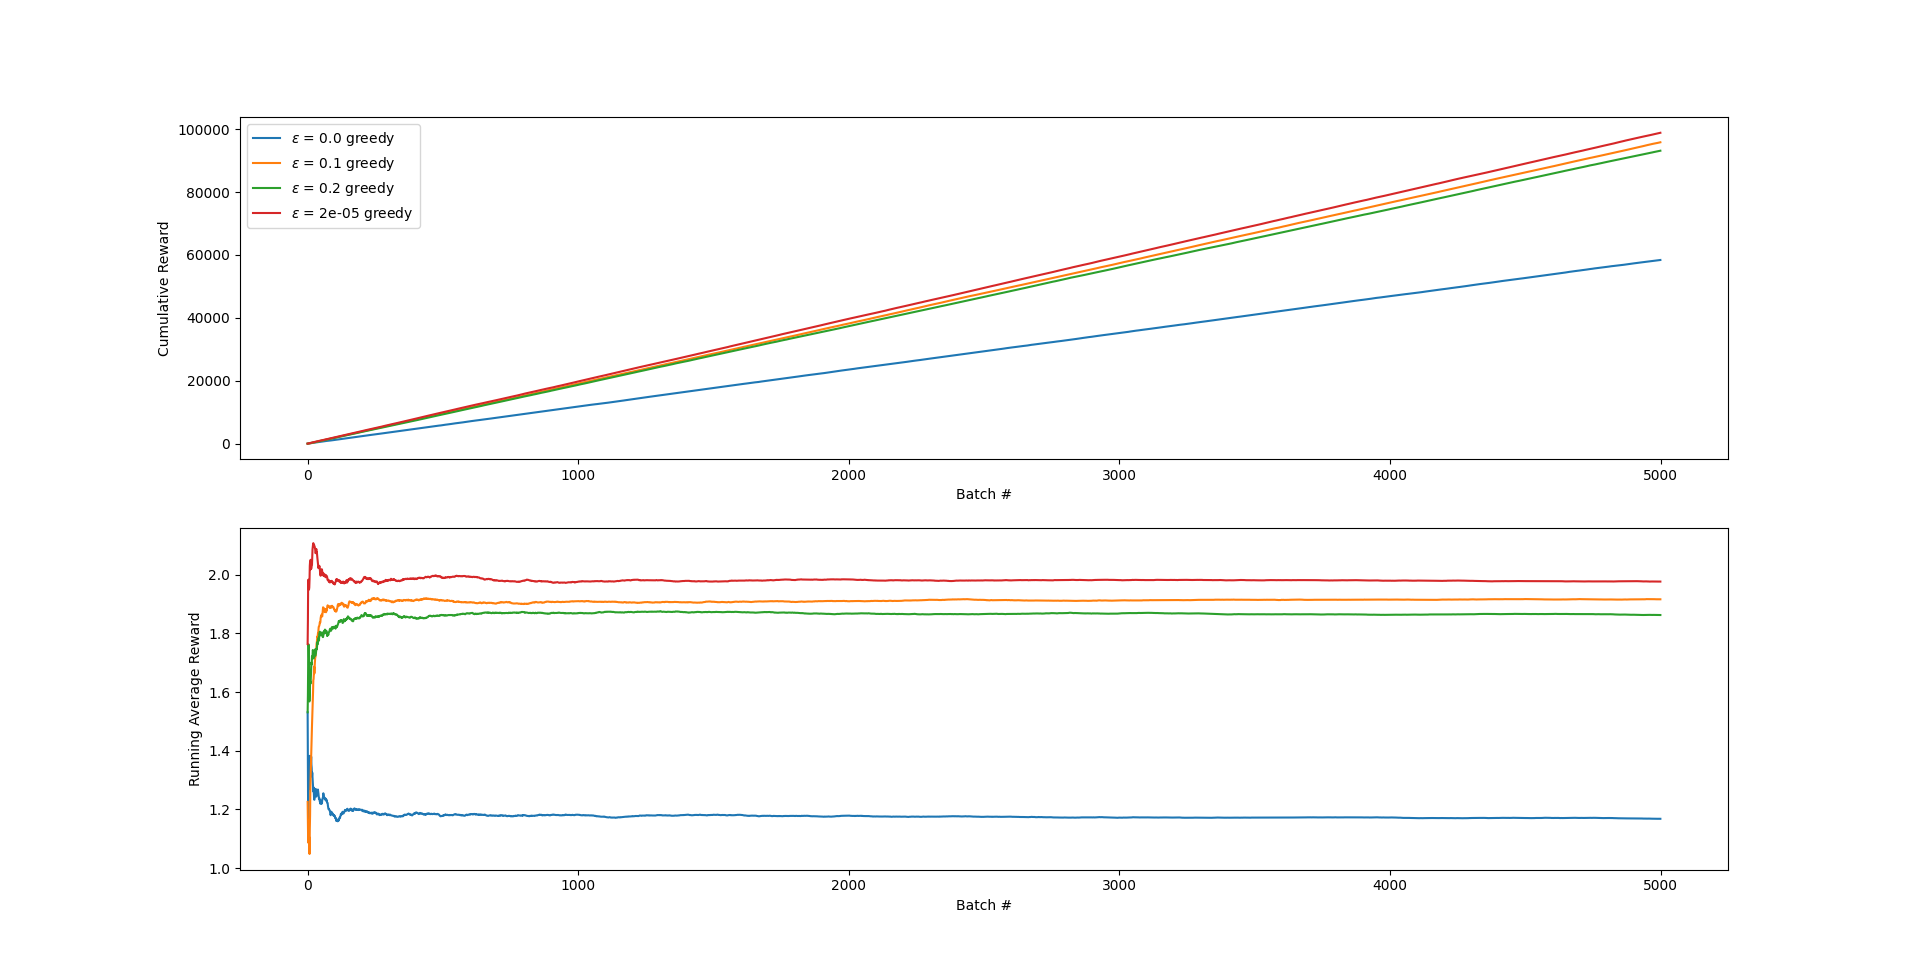 100000
80000
60000
40000
20000
0
Cumulative Reward
ε = 0.0 greedy
ε = 0.1 greedy
ε = 0.2 greedy
ε = 2e-05 greedy
0 1000 2000 3000 4000 5000
Batch #
2.0
1.8
1.6
1.4
1.2
1.0
Running Average Reward
0 1000 2000 3000 4000 5000
Batch #